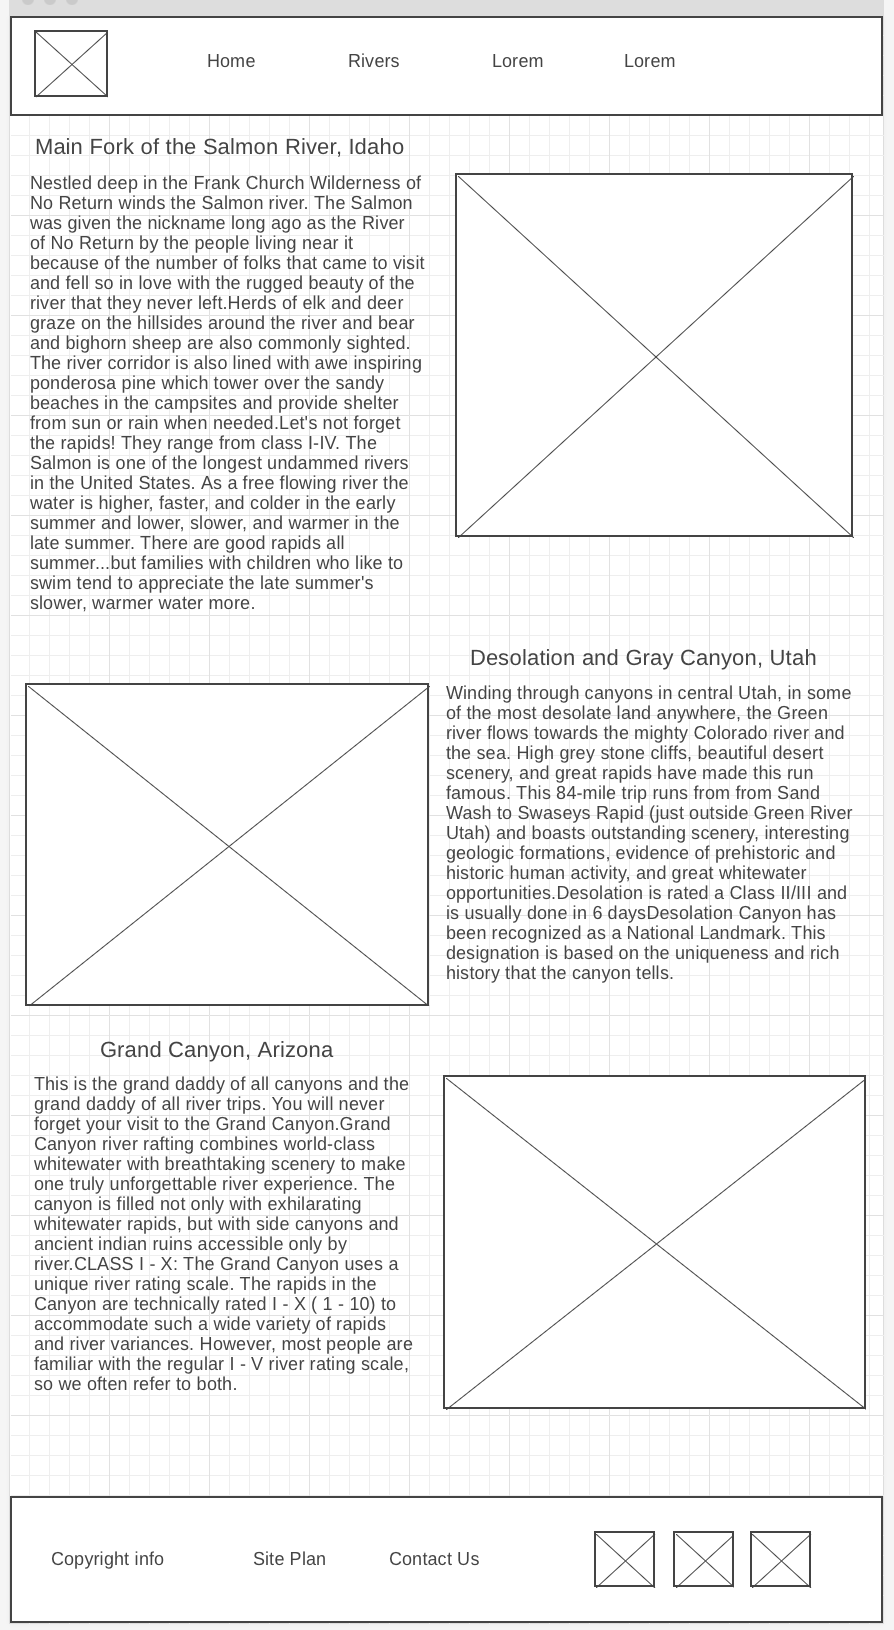 Home Rivers Lorem Lorem
Main Fork of the Salmon River, Idaho
Nestled deep in the Frank Church Wilderness of
No Return winds the Salmon river. The Salmon
was given the nickname long ago as the River
of No Return by the people living near it
because of the number of folks that came to visit
and fell so in love with the rugged beauty of the
river that they never left.Herds of elk and deer
graze on the hillsides around the river and bear
and bighorn sheep are also commonly sighted.
The river corridor is also lined with awe inspiring
ponderosa pine which tower over the sandy
beaches in the campsites and provide shelter
from sun or rain when needed.Let's not forget
the rapids! They range from class I-IV. The
Salmon is one of the longest undammed rivers
in the United States. As a free flowing river the
water is higher, faster, and colder in the early
summer and lower, slower, and warmer in the
late summer. There are good rapids all
summer...but families with children who like to
swim tend to appreciate the late summer's
slower, warmer water more.
Desolation and Gray Canyon, Utah
Winding through canyons in central Utah, in some
of the most desolate land anywhere, the Green
river flows towards the mighty Colorado river and
the sea. High grey stone cliffs, beautiful desert
scenery, and great rapids have made this run
famous. This 84-mile trip runs from from Sand
Wash to Swaseys Rapid (just outside Green River
Utah) and boasts outstanding scenery, interesting
geologic formations, evidence of prehistoric and
historic human activity, and great whitewater
opportunities.Desolation is rated a Class II/III and
is usually done in 6 daysDesolation Canyon has
been recognized as a National Landmark. This
designation is based on the uniqueness and rich
history that the canyon tells.
Grand Canyon, Arizona
This is the grand daddy of all canyons and the
grand daddy of all river trips. You will never
forget your visit to the Grand Canyon.Grand
Canyon river rafting combines world-class
whitewater with breathtaking scenery to make
one truly unforgettable river experience. The
canyon is filled not only with exhilarating
whitewater rapids, but with side canyons and
ancient indian ruins accessible only by
river.CLASS I - X: The Grand Canyon uses a
unique river rating scale. The rapids in the
Canyon are technically rated I - X ( 1 - 10) to
accommodate such a wide variety of rapids
and river variances. However, most people are
familiar with the regular I - V river rating scale,
so we often refer to both.
Copyright info Site Plan Contact Us